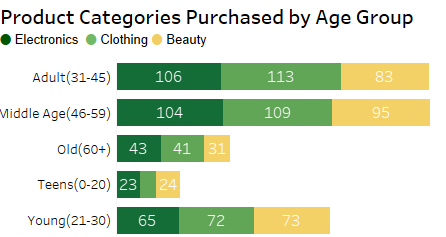 Product Categories Purchased by Age Group
Electronics Clothing Beauty
Adult(31-45) 106 113 83
Middle Age(46-59) 104 109 95
Old(60+) 43 41 31
Teens(0-20) 23 24
Young(21-30) 65 72 73